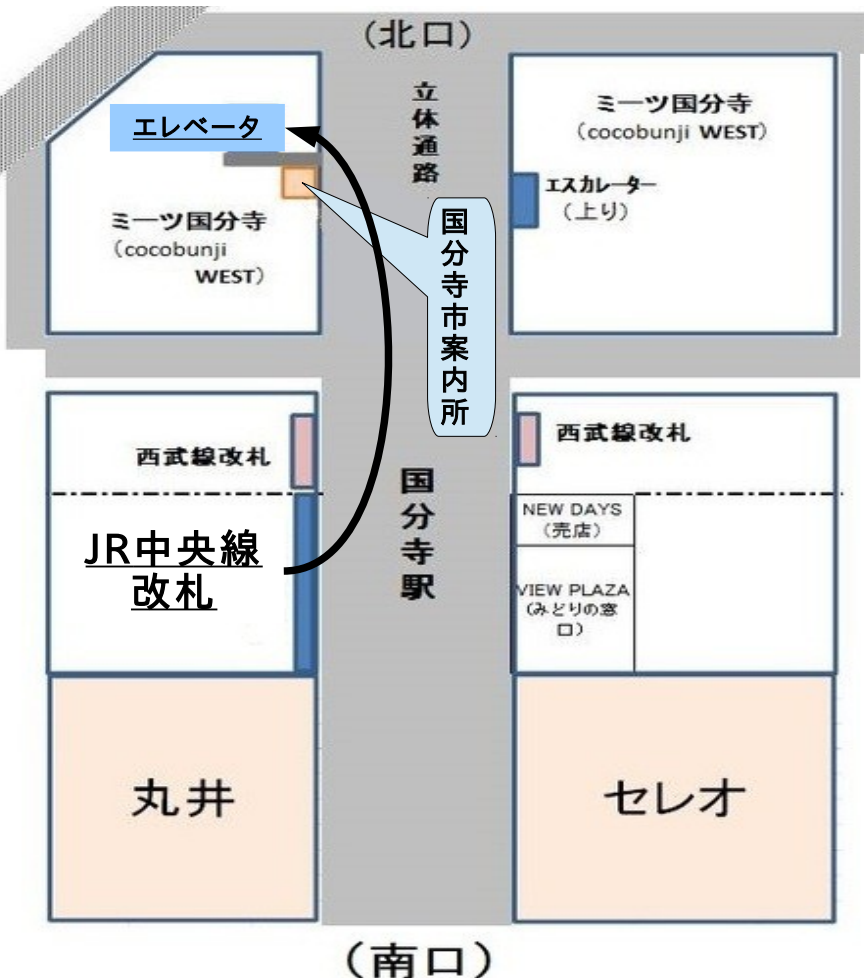 (北口)
立体通路
エレベータ
ミーツ国分寺
(cocobunji WEST)
エスカレーター
(上り)
ミーツ国分寺
(cocobunji
WEST)
国分寺市案内所
西武線改札
西武線改札
国分寺駅
JR中央線
改札
NEW DAYS
(売店)
VIEW PLAZA
(みどりの窓
口)
丸井
セレオ
(南口)